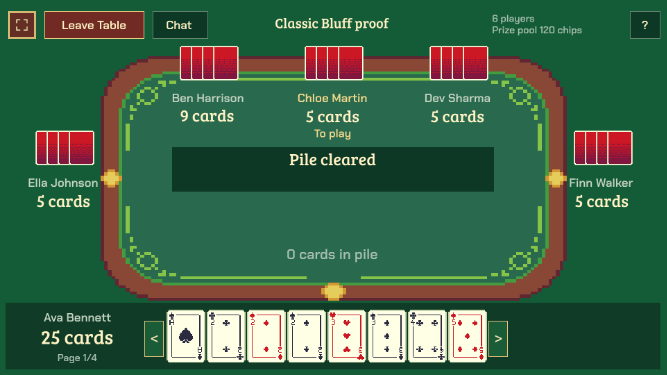 Leave Table
Chat
Classic Bluff proof
6 players
Prize pool 120 chips
?
Ben Harrison
9 cards
Chloe Martin
5 cards
To play
Dev Sharma
5 cards
Pile cleared
Ella Johnson
5 cards
Finn Walker
5 cards
0 cards in pile
Ava Bennett
25 cards
Page 1/4
<
>